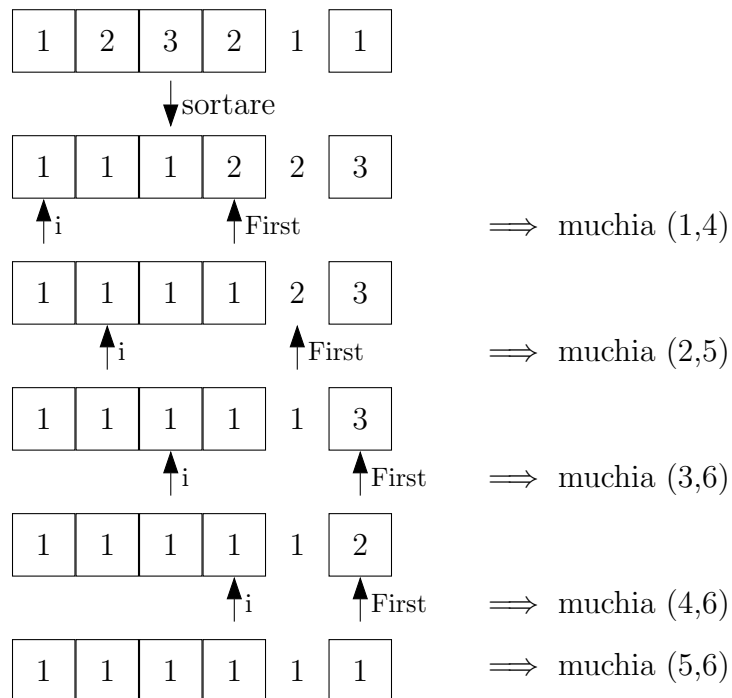 1 2 3 2 1 1
sortare
1 1 1 2 2 3
i First ⟹ muchia (1,4)
1 1 1 1 2 3
i First ⟹ muchia (2,5)
1 1 1 1 1 3
i First ⟹ muchia (3,6)
1 1 1 1 1 2
i First ⟹ muchia (4,6)
1 1 1 1 1 1 ⟹ muchia (5,6)